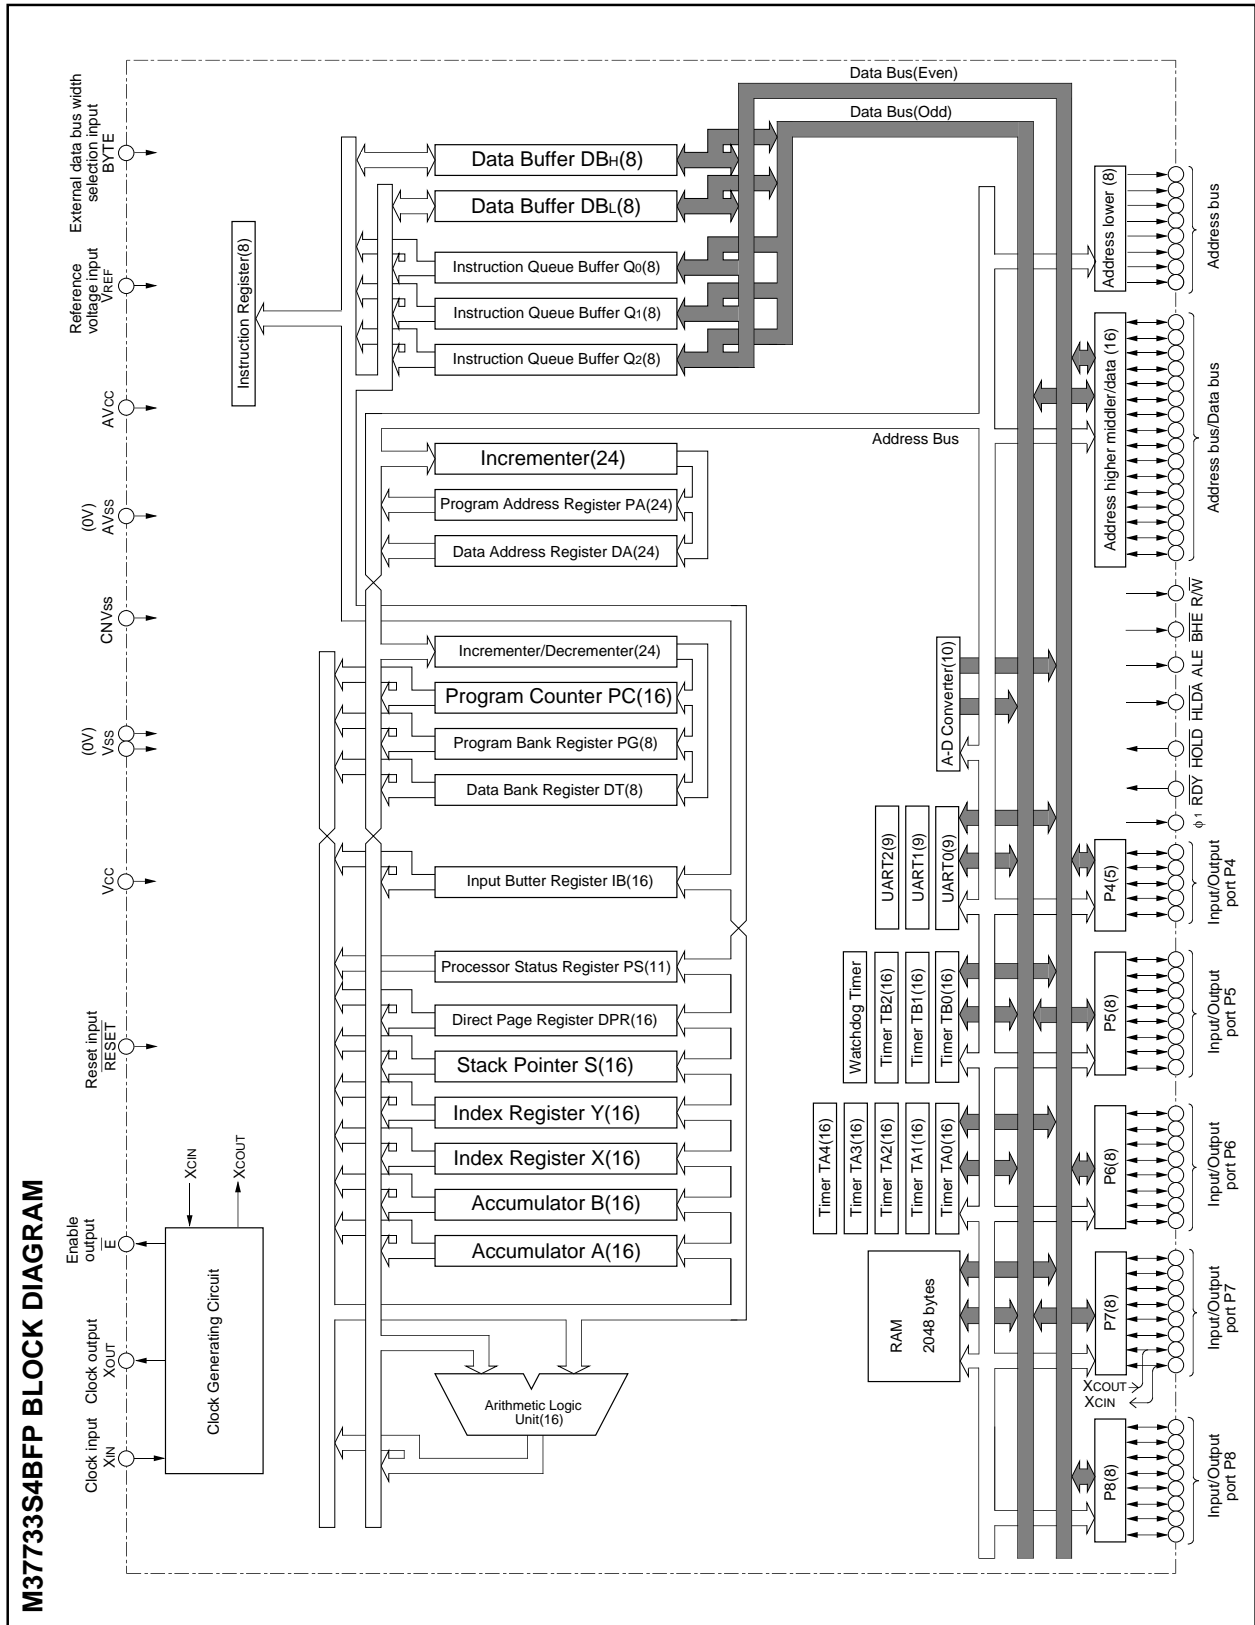 M37733S4BFP BLOCK DIAGRAM
Clock input
XIN
Clock output
XOUT
Enable
output
E
Reset input
RESET
VCC
(0V)
VSS
CNVSS
(0V)
AVSS
AVCC
Reference
voltage input
VREF
External data bus width
selection input
BYTE
Clock Generating Circuit
XCIN
XCOUT
Instruction Register(8)
Data Buffer DBH(8)
Data Buffer DBL(8)
Instruction Queue Buffer Q0(8)
Instruction Queue Buffer Q1(8)
Instruction Queue Buffer Q2(8)
Incrementer(24)
Program Address Register PA(24)
Data Address Register DA(24)
Incrementer/Decrementer(24)
Program Counter PC(16)
Program Bank Register PG(8)
Data Bank Register DT(8)
Input Butter Register IB(16)
Processor Status Register PS(11)
Direct Page Register DPR(16)
Stack Pointer S(16)
Index Register Y(16)
Index Register X(16)
Accumulator B(16)
Accumulator A(16)
Arithmetic Logic
Unit(16)
Data Bus(Even)
Data Bus(Odd)
Address Bus
A-D Converter(10)
UART2(9)
UART1(9)
UART0(9)
Watchdog Timer
Timer TB2(16)
Timer TB1(16)
Timer TB0(16)
Timer TA4(16)
Timer TA3(16)
Timer TA2(16)
Timer TA1(16)
Timer TA0(16)
RAM
2048 bytes
Address lower (8)
Address higher middler/data (16)
P4(5)
P5(8)
P6(8)
P7(8)
XCOUT
XCIN
P8(8)
Address bus
Address bus/Data bus
R/W
BHE
ALE
HLDA
HOLD
RDY
ϕ1
Input/Output
port P4
Input/Output
port P5
Input/Output
port P6
Input/Output
port P7
Input/Output
port P8